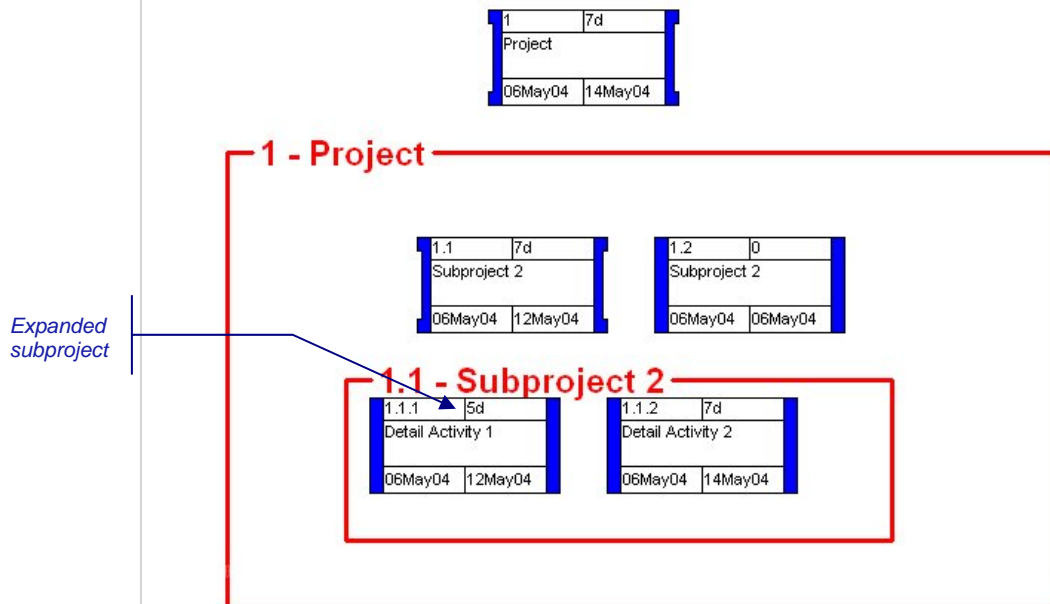 1 7d
Project
06May04 14May04
1 - Project
1.1 7d
Subproject 2
06May04 12May04
1.2 0
Subproject 2
06May04 06May04
Expanded
subproject
1.1 - Subproject 2
1.1.1 5d
Detail Activity 1
06May04 12May04
1.1.2 7d
Detail Activity 2
06May04 14May04